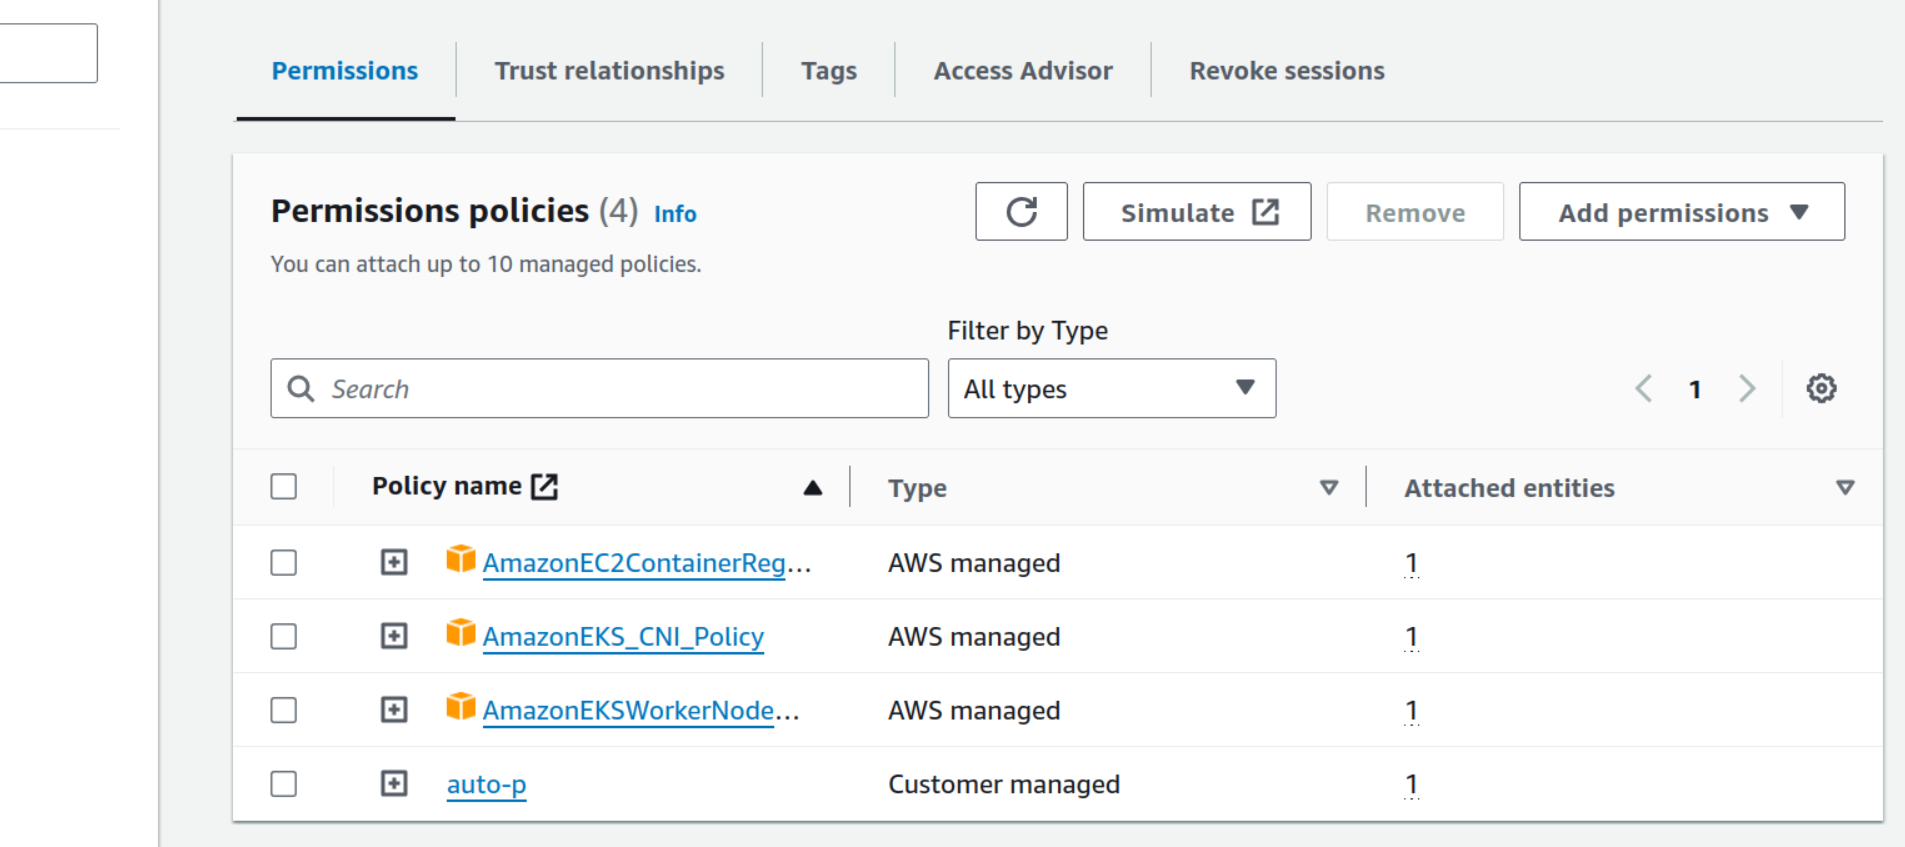 Permissions Trust relationships Tags Access Advisor Revoke sessions
Permissions policies (4) Info Simulate Remove Add permissions
You can attach up to 10 managed policies.
Filter by Type
Search All types 1
Policy name Type Attached entities
AmazonEC2ContainerReg... AWS managed 1
AmazonEKS_CNI_Policy AWS managed 1
AmazonEKSWorkerNode... AWS managed 1
auto-p Customer managed 1